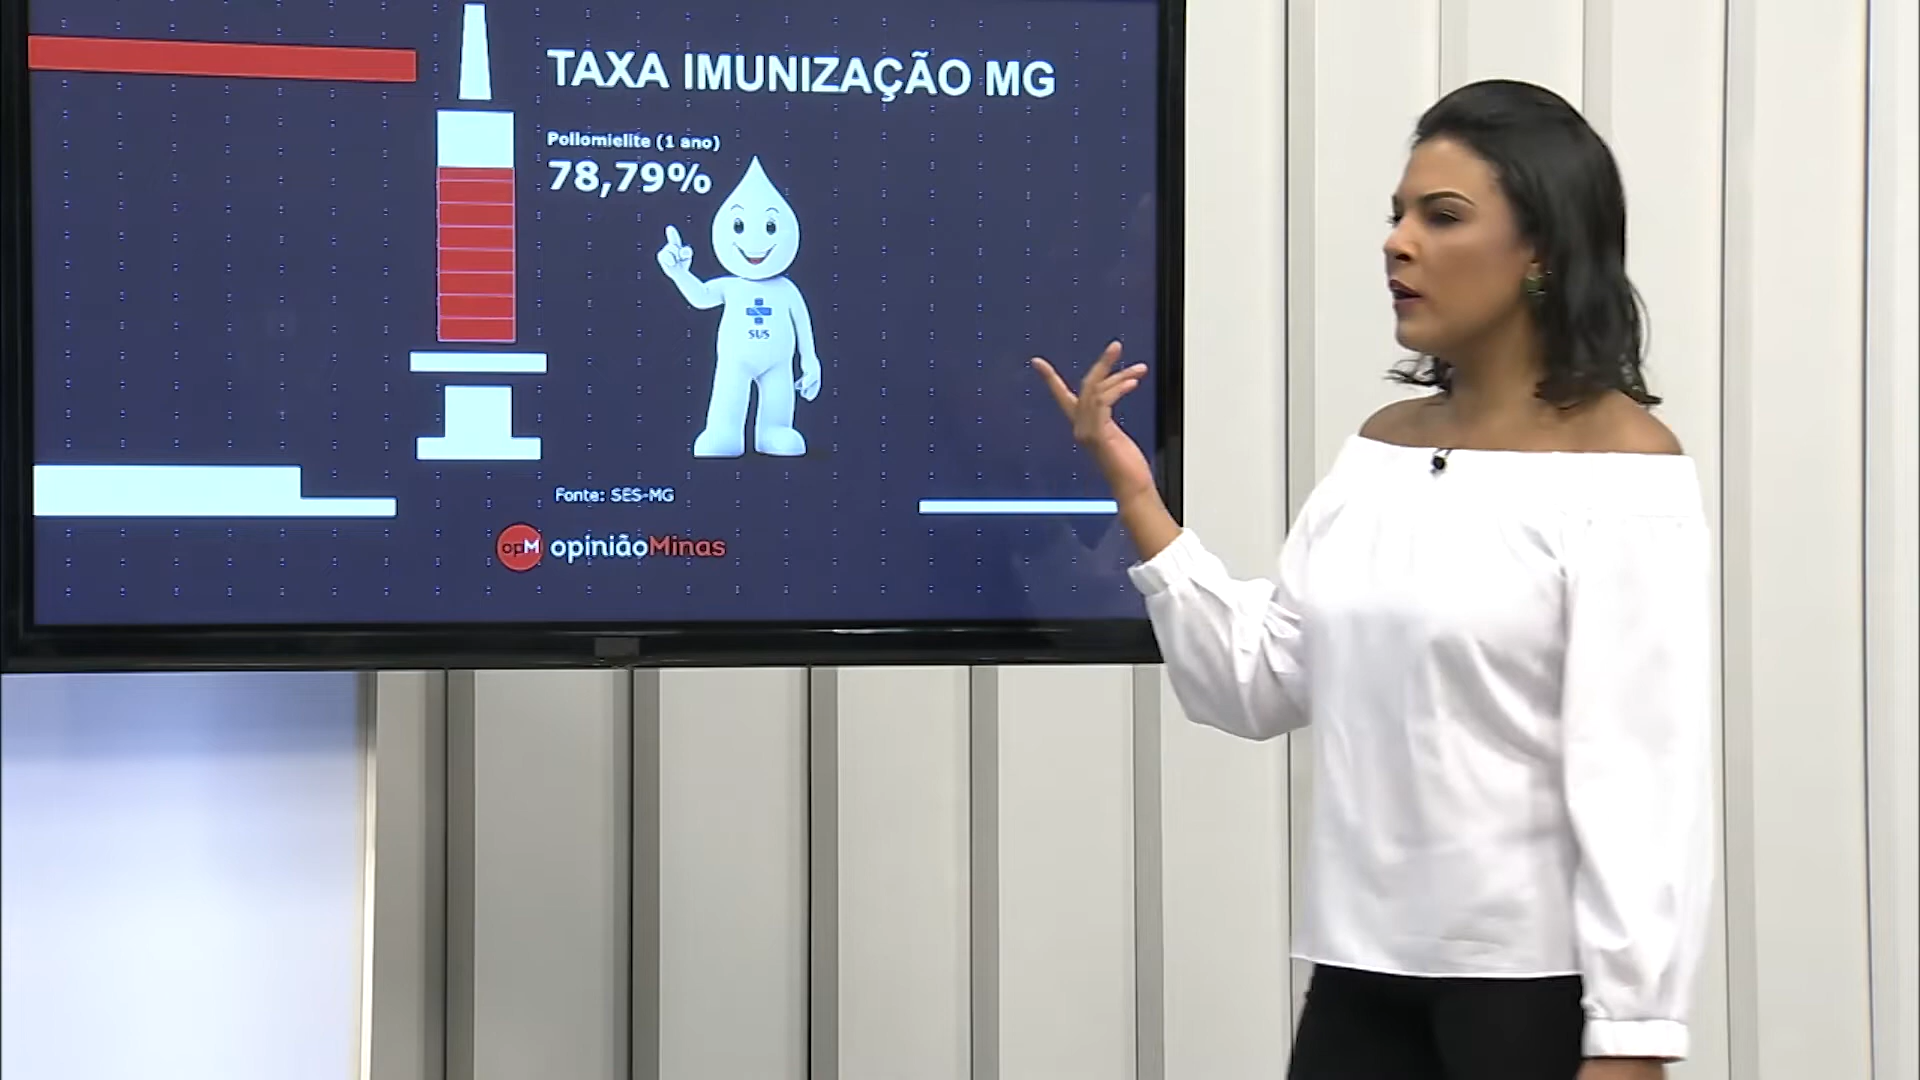 TAXA IMUNIZAÇÃO MG
Poliomielite (1 ano)
78,79%
SUS
Fonte: SES-MG
opM opiniãoMinas